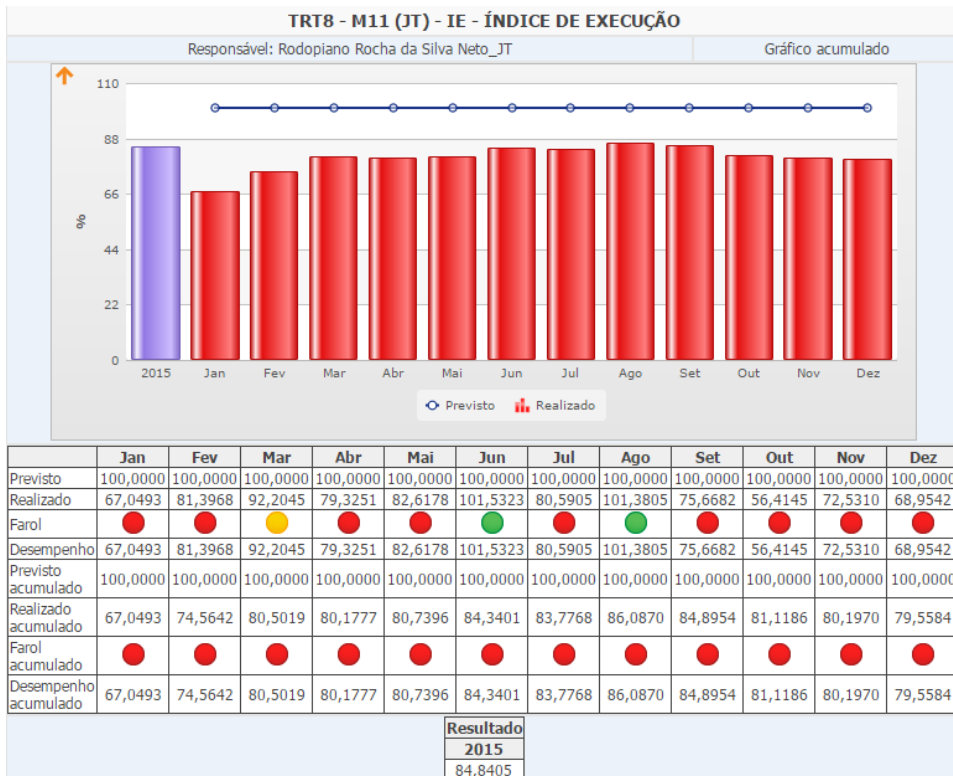 TRT8 - M11 (JT) - IE - ÍNDICE DE EXECUÇÃO
Responsável: Rodopiano Rocha da Silva Neto_JT Gráfico acumulado
110
88
66
44
22
0
%
2015 Jan Fev Mar Abr Mai Jun Jul Ago Set Out Nov Dez
Previsto Realizado
Jan Fev Mar Abr Mai Jun Jul Ago Set Out Nov Dez
Previsto 100,0000 100,0000 100,0000 100,0000 100,0000 100,0000 100,0000 100,0000 100,0000 100,0000 100,0000 100,0000
Realizado 67,0493 81,3968 92,2045 79,3251 82,6178 101,5323 80,5905 101,3805 75,6682 56,4145 72,5310 68,9542
Farol
Desempenho 67,0493 81,3968 92,2045 79,3251 82,6178 101,5323 80,5905 101,3805 75,6682 56,4145 72,5310 68,9542
Previsto
acumulado 100,0000 100,0000 100,0000 100,0000 100,0000 100,0000 100,0000 100,0000 100,0000 100,0000 100,0000 100,0000
Realizado
acumulado 67,0493 74,5642 80,5019 80,1777 80,7396 84,3401 83,7768 86,0870 84,8954 81,1186 80,1970 79,5584
Farol
acumulado
Desempenho
acumulado 67,0493 74,5642 80,5019 80,1777 80,7396 84,3401 83,7768 86,0870 84,8954 81,1186 80,1970 79,5584
Resultado
2015
84,8405